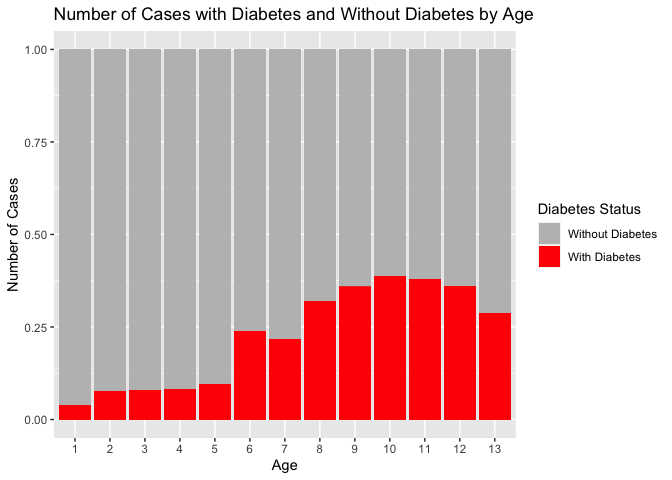 Number of Cases with Diabetes and Without Diabetes by Age
1.00
0.75
0.50
0.25
0.00
Number of Cases
1 2 3 4 5 6 7 8 9 10 11 12 13
Age
Diabetes Status
Without Diabetes
With Diabetes